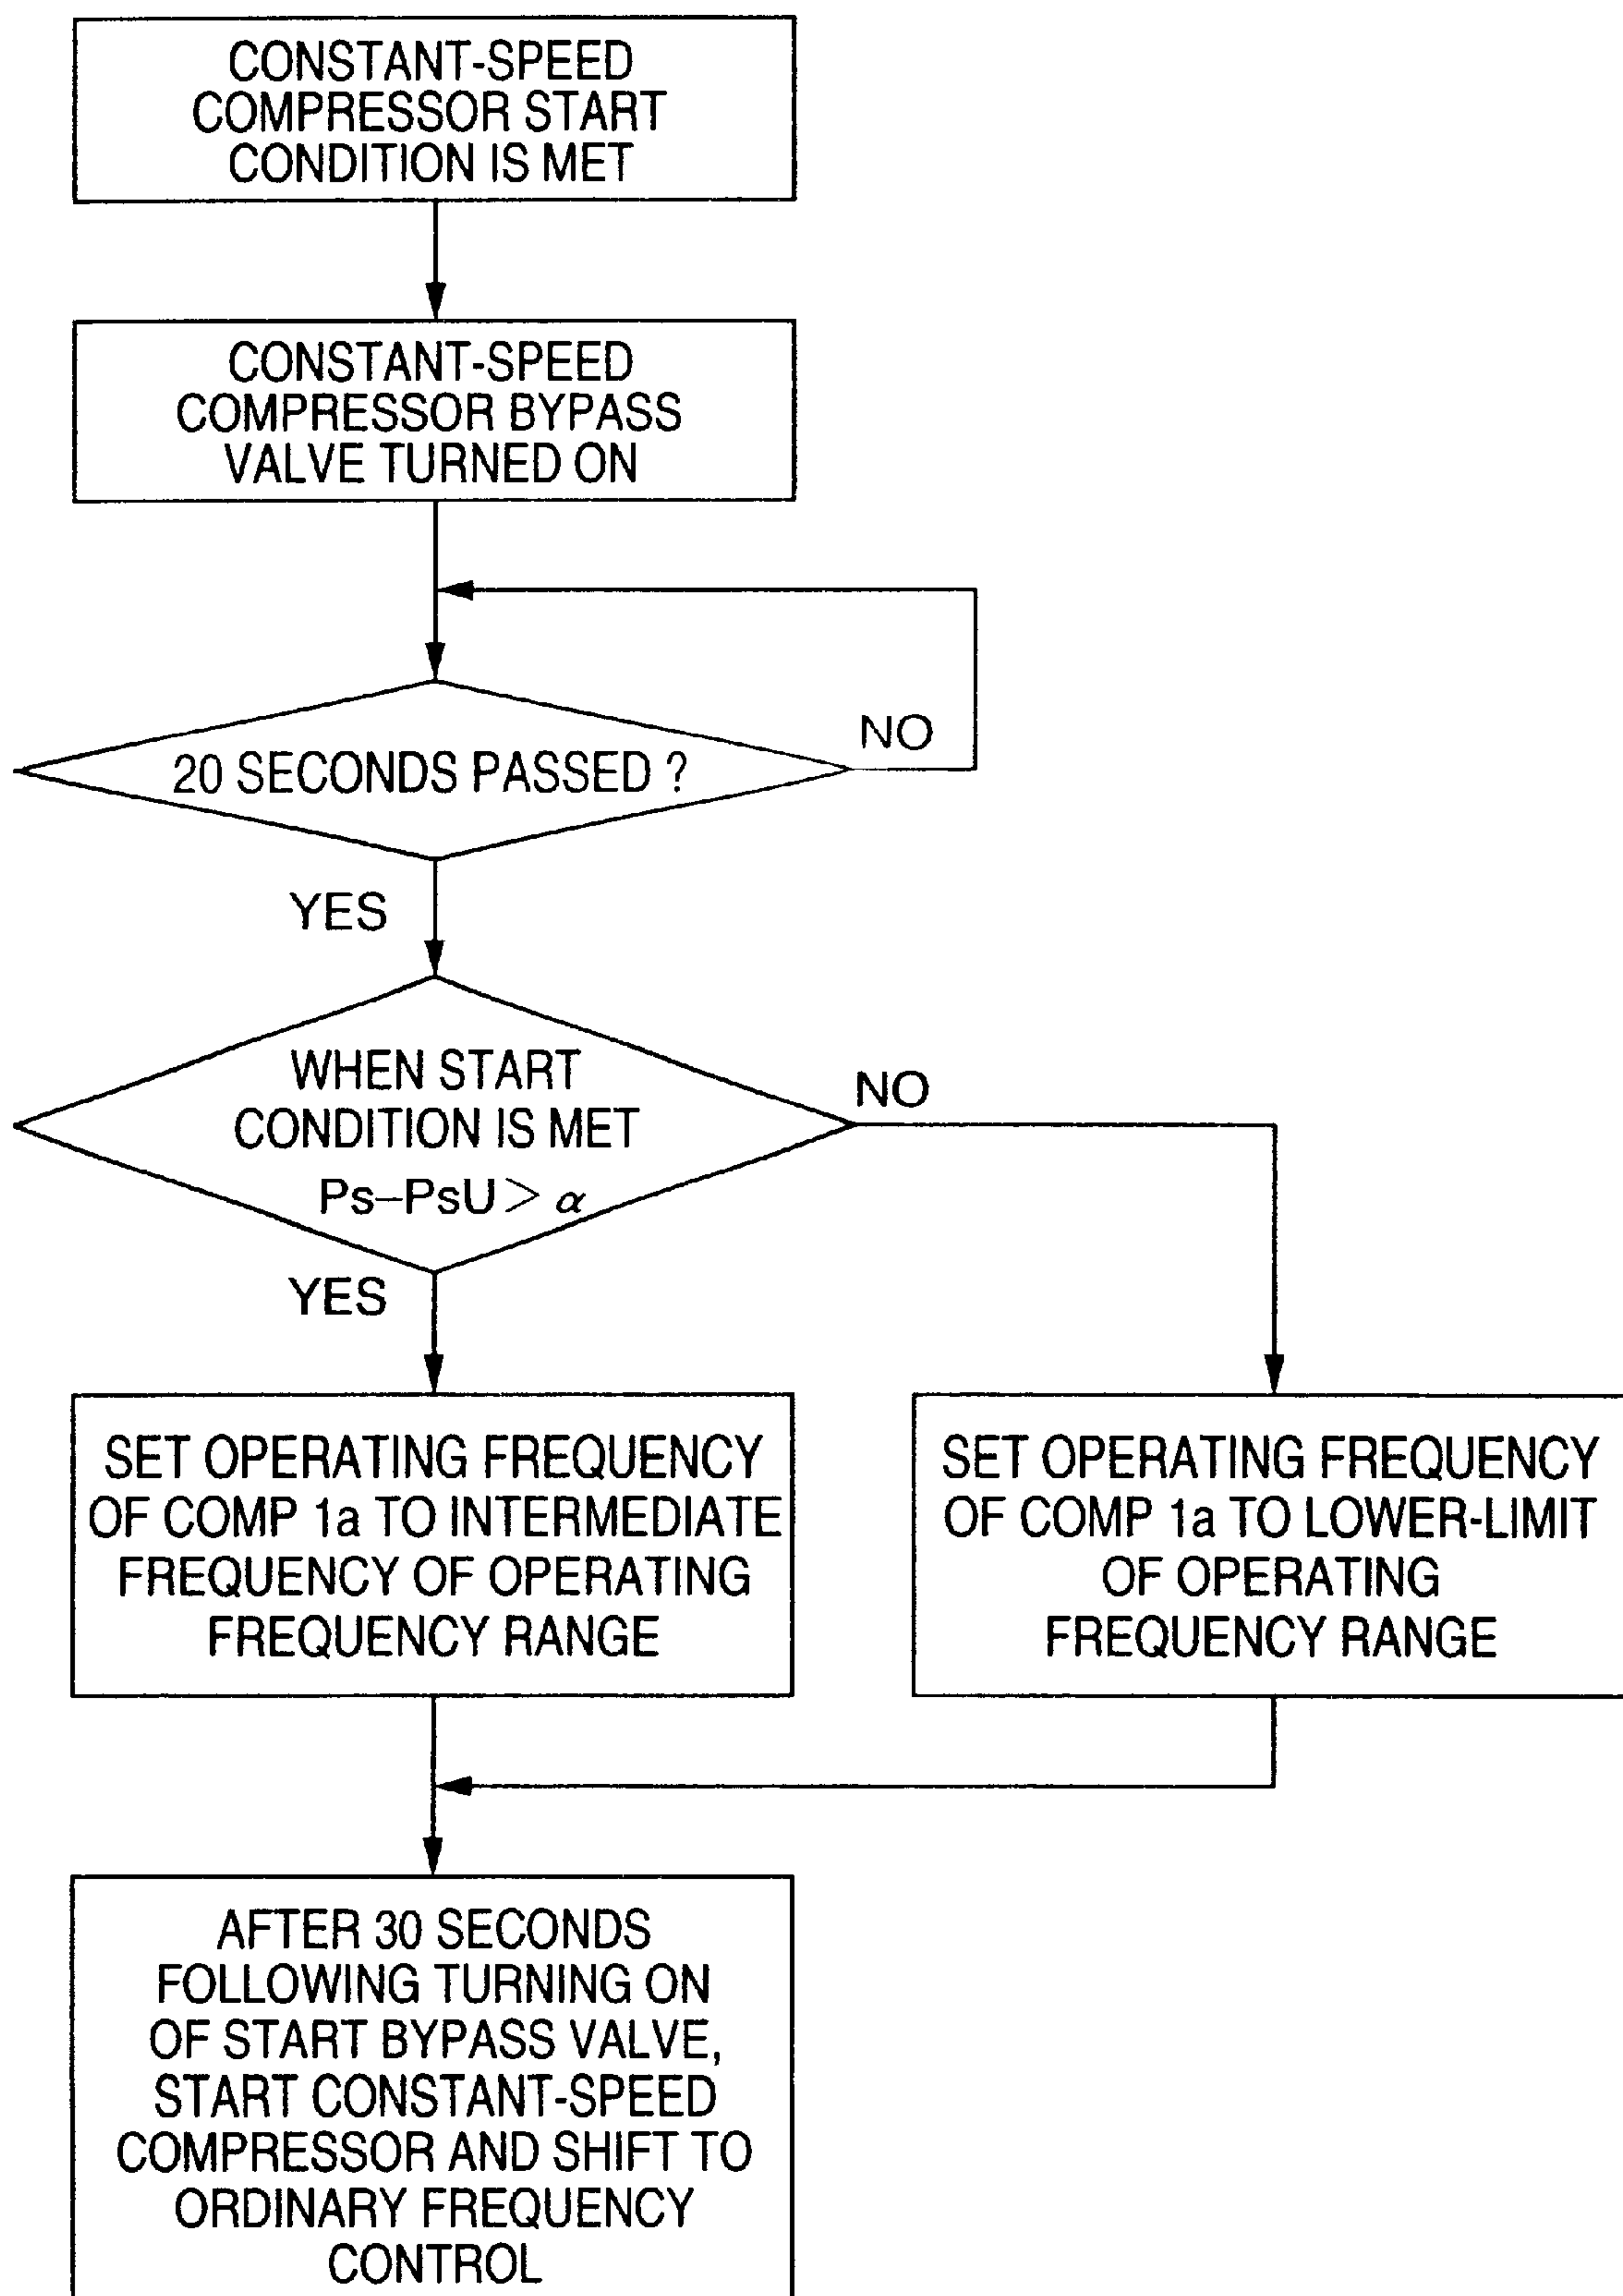 CONSTANT-SPEED
COMPRESSOR START
CONDITION IS MET
CONSTANT-SPEED
COMPRESSOR BYPASS
VALVE TURNED ON
20 SECONDS PASSED ?
NO
YES
WHEN START
CONDITION IS MET
Ps–PsU > α
NO
YES
SET OPERATING FREQUENCY
OF COMP 1a TO INTERMEDIATE
FREQUENCY OF OPERATING
FREQUENCY RANGE
SET OPERATING FREQUENCY
OF COMP 1a TO LOWER-LIMIT
OF OPERATING
FREQUENCY RANGE
AFTER 30 SECONDS
FOLLOWING TURNING ON
OF START BYPASS VALVE,
START CONSTANT-SPEED
COMPRESSOR AND SHIFT TO
ORDINARY FREQUENCY
CONTROL